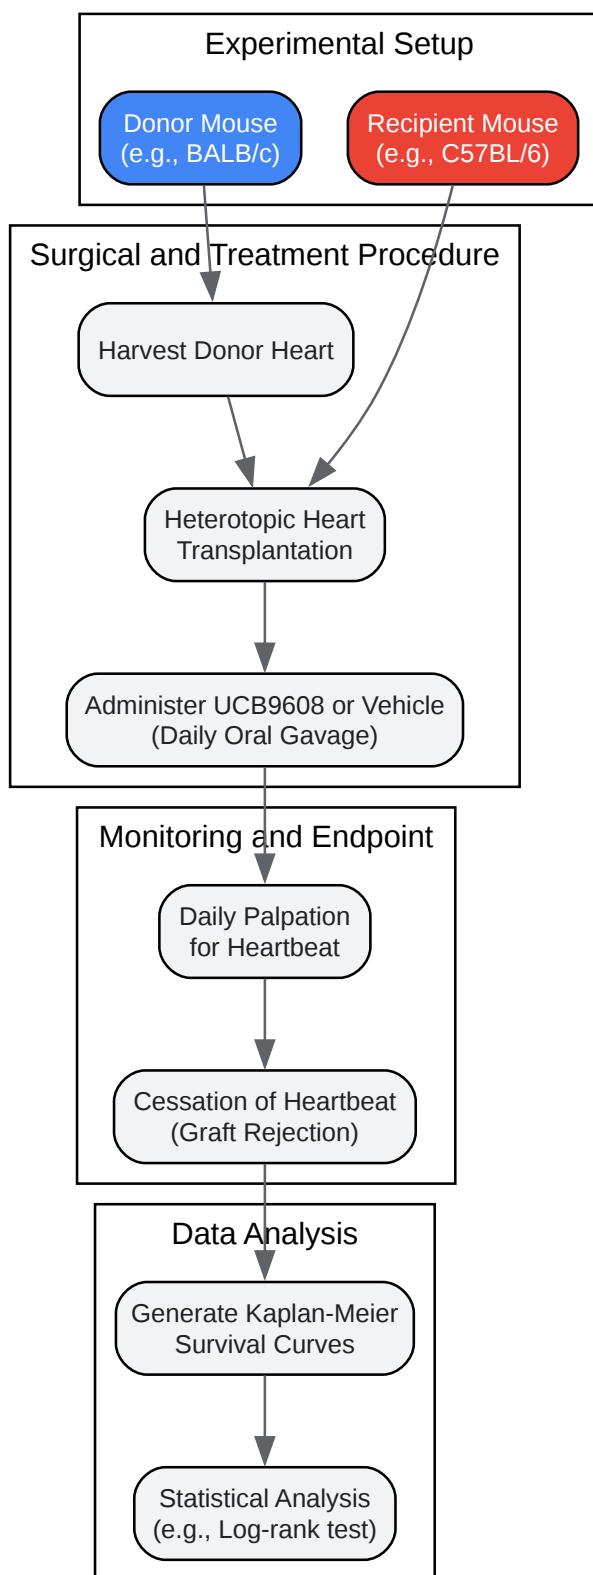 Experimental Setup
Donor Mouse
(e.g., BALB/c)
Recipient Mouse
(e.g., C57BL/6)
Surgical and Treatment Procedure
Harvest Donor Heart
Heterotopic Heart
Transplantation
Administer UCB9608 or Vehicle
(Daily Oral Gavage)
Monitoring and Endpoint
Daily Palpation
for Heartbeat
Cessation of Heartbeat
(Graft Rejection)
Data Analysis
Generate Kaplan-Meier
Survival Curves
Statistical Analysis
(e.g., Log-rank test)